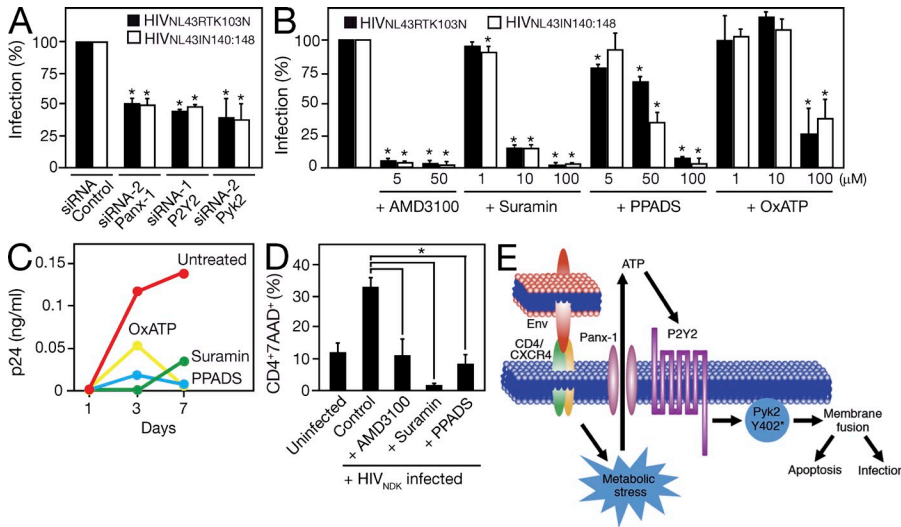 A
HIVNL43RTK103N
HIVNL43IN140:148
Infection (%)
100
75
50
25
0
* * * * * *
siRNA Control
siRNA-2 Panx-1
siRNA-1 P2Y2
siRNA-2 Pyk2
B
HIVNL43RTK103N
HIVNL43IN140:148
Infection (%)
100
75
50
25
0
* * * * * * * * * * * * * * * *
5 50 1 10 100 5 50 100 1 10 100 (μM)
+ AMD3100 + Suramin + PPADS + OxATP
C
p24 (ng/ml)
0.15
0.1
0.05
0
Untreated
OxATP
Suramin
PPADS
1 3 7
Days
D
CD4+7AAD+ (%)
40
30
20
10
0
*
Uninfected
Control
+ AMD3100
+ Suramin
+ PPADS
+ HIVNDK infected
E
ATP
Env
Panx-1
P2Y2
CD4/
CXCR4
Pyk2
Y402*
Membrane
fusion
Apoptosis
Infection
Metabolic
stress